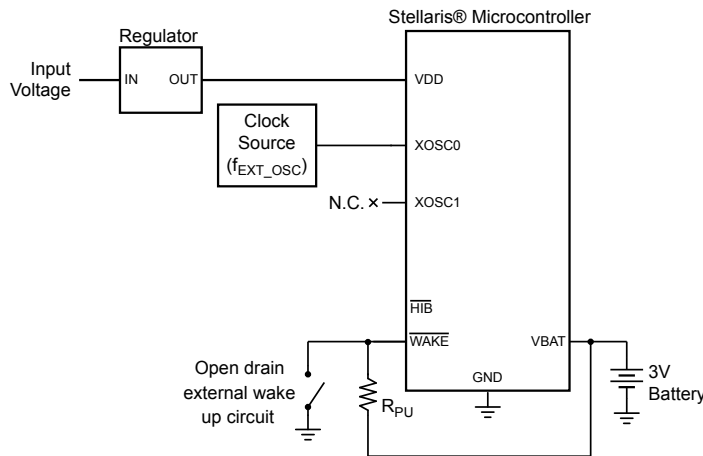 Stellaris® Microcontroller
Regulator
Input
Voltage
IN
OUT
VDD
Clock
Source
(fEXT_OSC)
XOSC0
N.C.
XOSC1
HIB
WAKE
VBAT
Open drain
external wake
up circuit
RPU
GND
3V
Battery